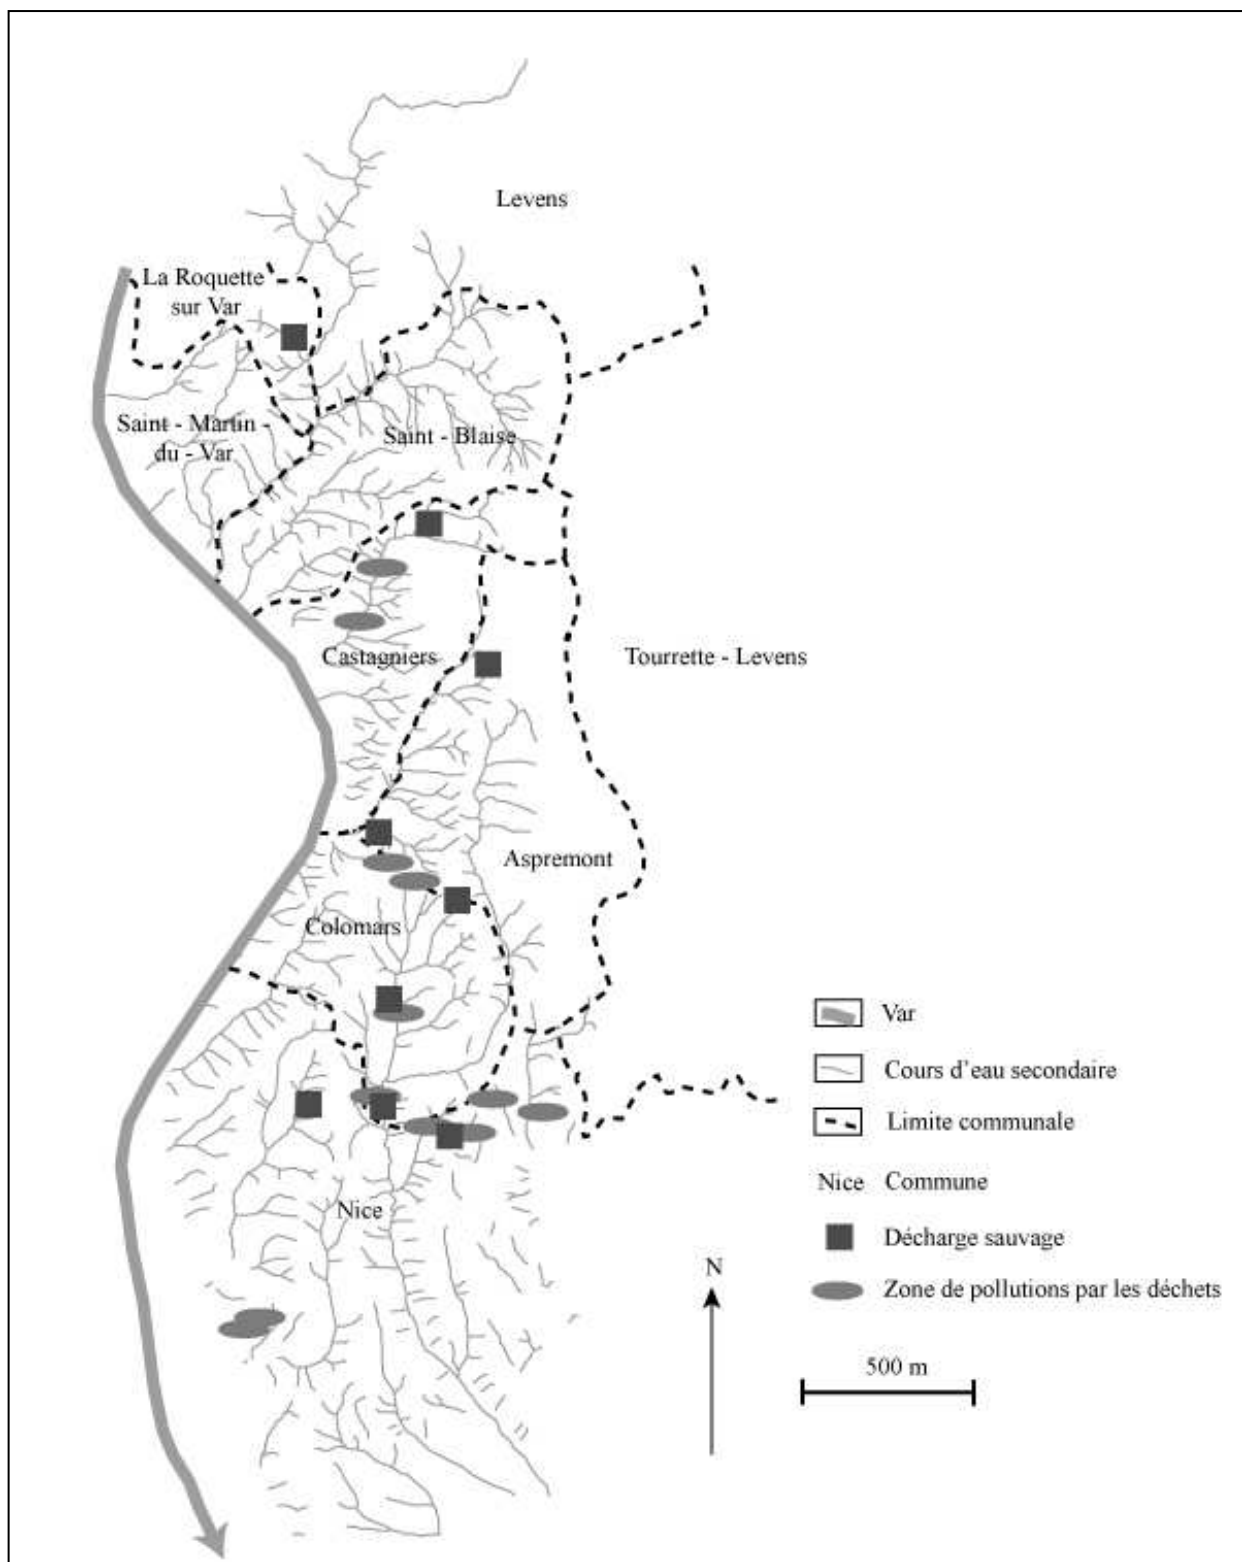 Levens
La Roquette
sur Var
Saint - Martin -
du - Var
Saint - Blaise
Castagniers
Tourrette - Levens
Aspremont
Colomars
Nice
Var
Cours d'eau secondaire
Limite communale
Nice Commune
Décharge sauvage
Zone de pollutions par les déchets
N
500 m